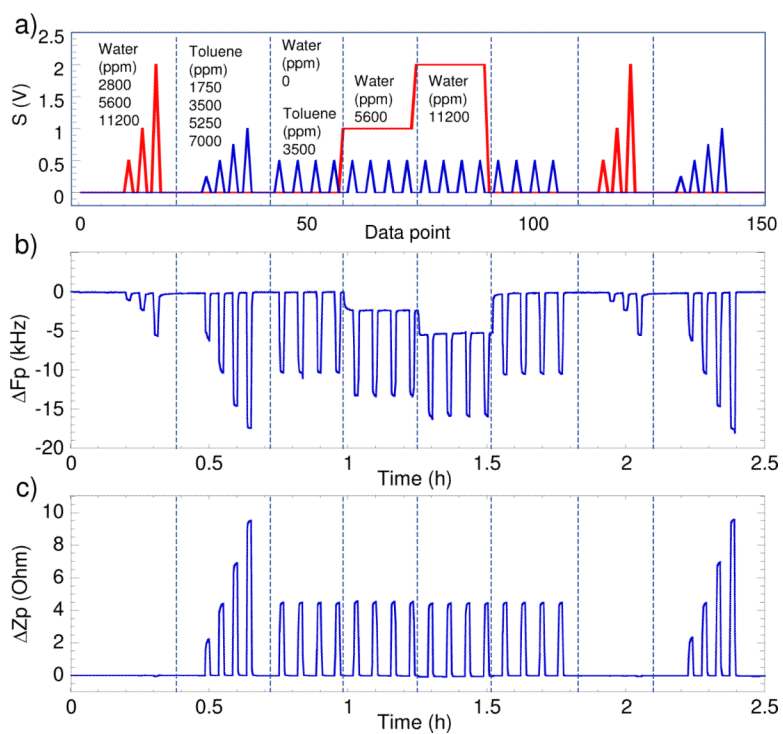 a)
2.5
2
1.5
1
0.5
0
S (V)
Water
(ppm)
2800
5600
11200
Toluene
(ppm)
1750
3500
5250
7000
Water
(ppm)
0
Toluene
(ppm)
3500
Water
(ppm)
5600
Water
(ppm)
11200
0 50 100 150
Data point
b)
0
-5
-10
-15
-20
ΔFp (kHz)
0 0.5 1 1.5 2 2.5
Time (h)
c)
10
8
6
4
2
0
ΔZp (Ohm)
0 0.5 1 1.5 2 2.5
Time (h)